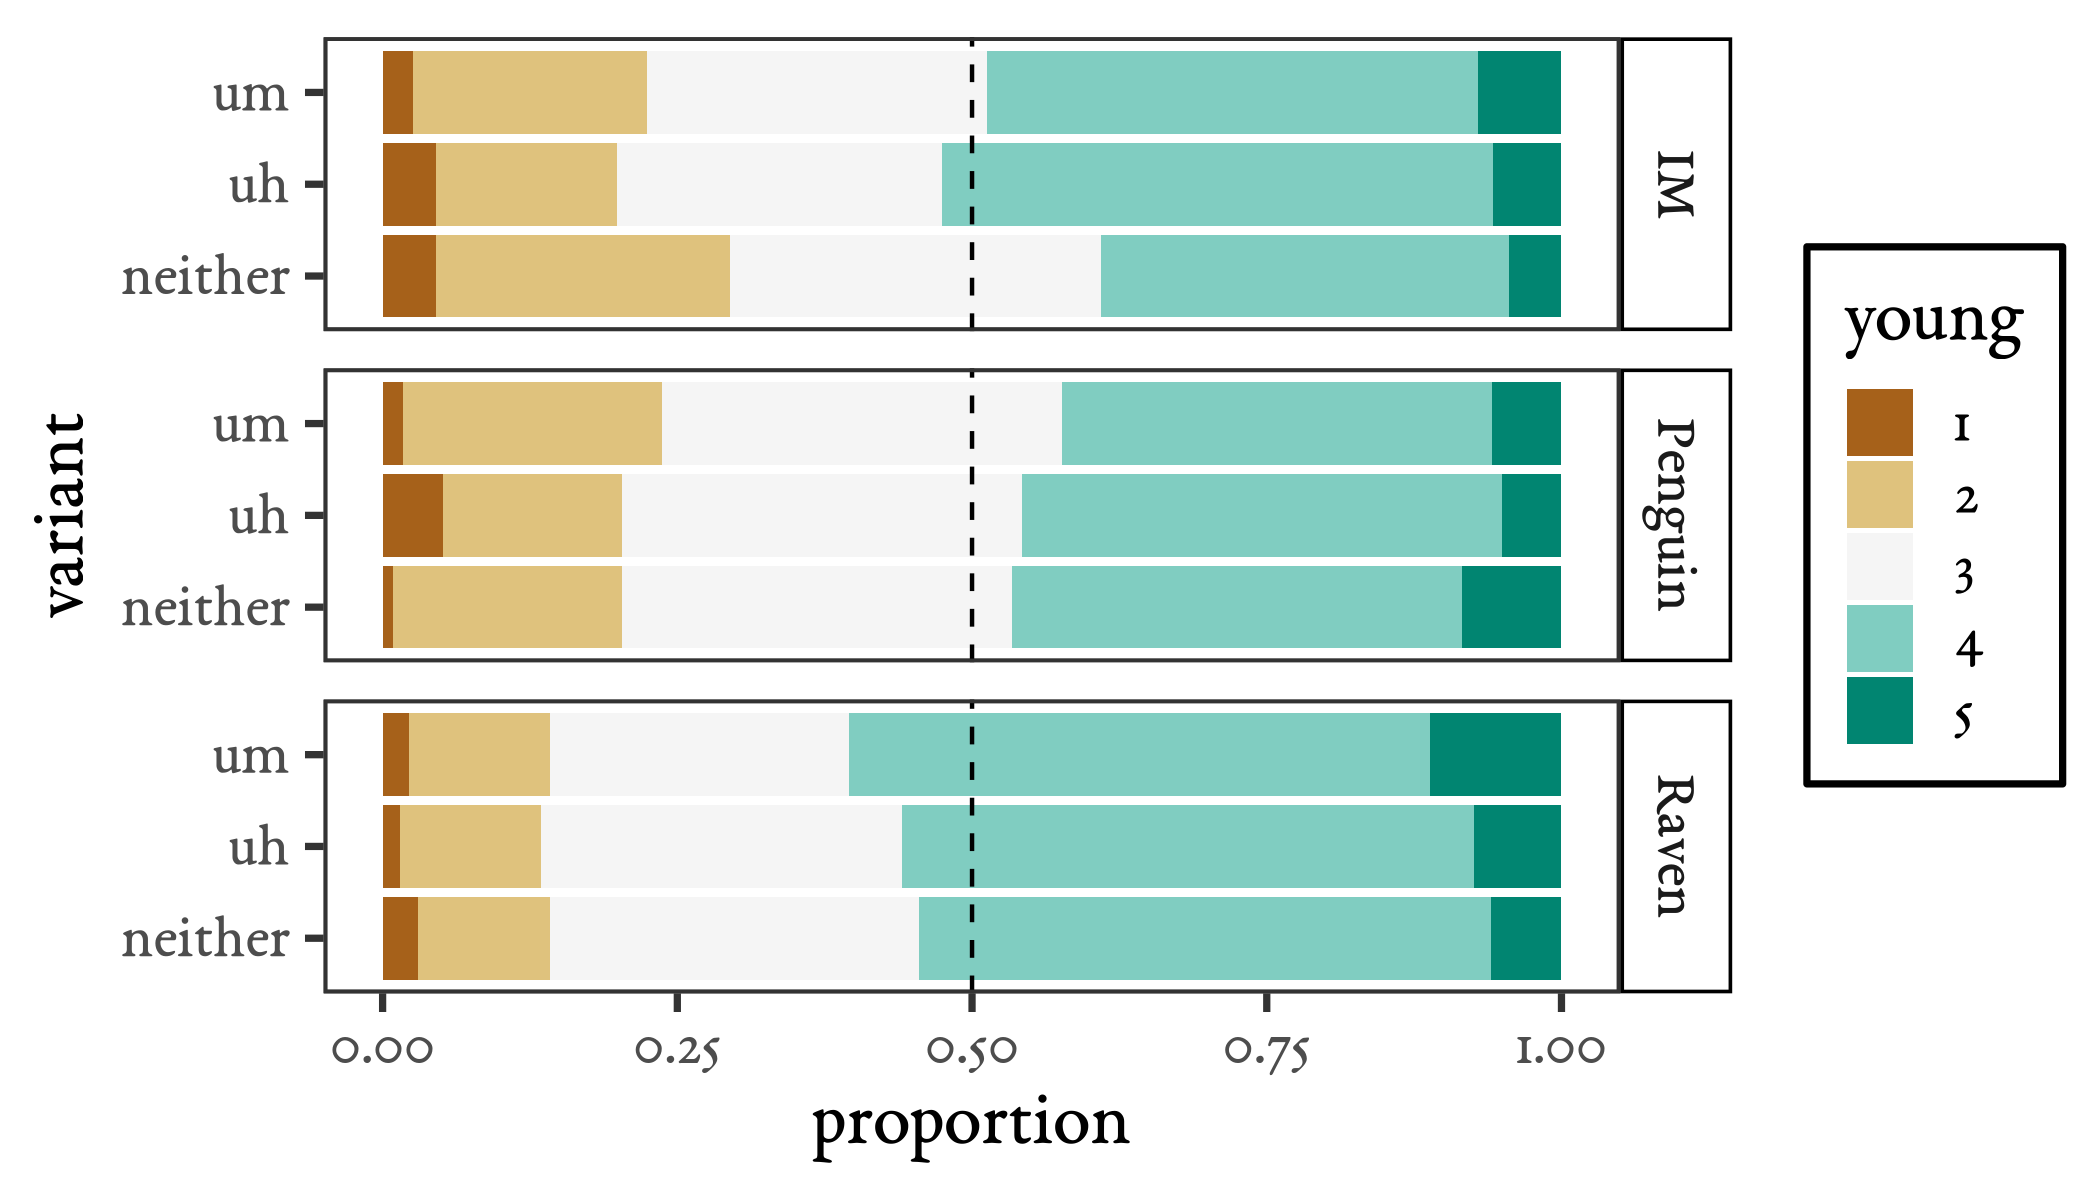 variant
um
uh
neither
IM
um
uh
neither
Penguin
um
uh
neither
Raven
0.00 0.25 0.50 0.75 1.00
proportion
young
1
2
3
4
5